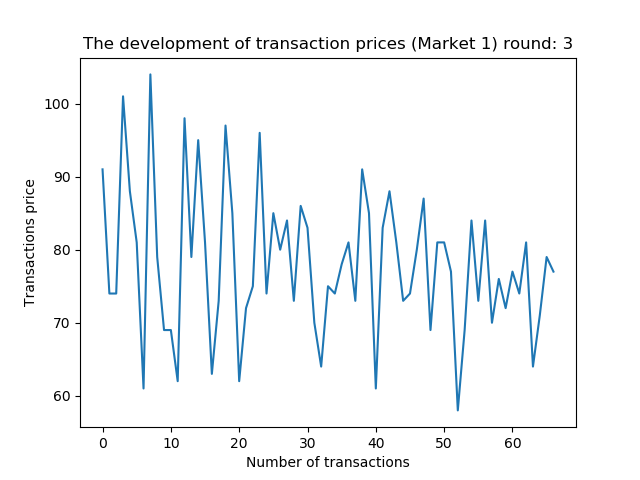 The development of transaction prices (Market 1) round: 3
Transactions price
100
90
80
70
60
0 10 20 30 40 50 60
Number of transactions